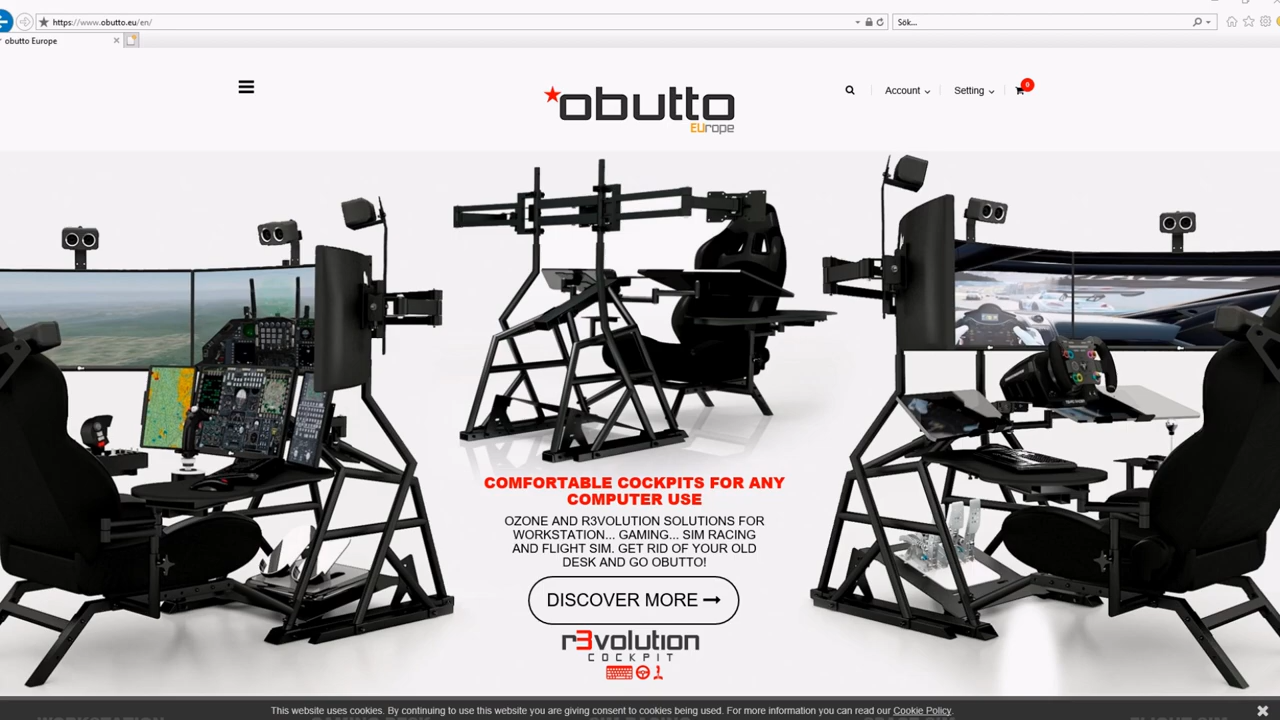 https://www.obutto.eu/en/
Sök...
obutto Europe
obutto
EUrope
Account
Setting
0
COMFORTABLE COCKPITS FOR ANY
COMPUTER USE
OZONE AND R3VOLUTION SOLUTIONS FOR
WORKSTATION... GAMING... SIM RACING
AND FLIGHT SIM. GET RID OF YOUR OLD
DESK AND GO OBUTTO!
DISCOVER MORE
r3volution
COCKPIT
This website uses cookies. By continuing to use this website you are giving consent to cookies being used. For more information you can read our Cookie Policy.